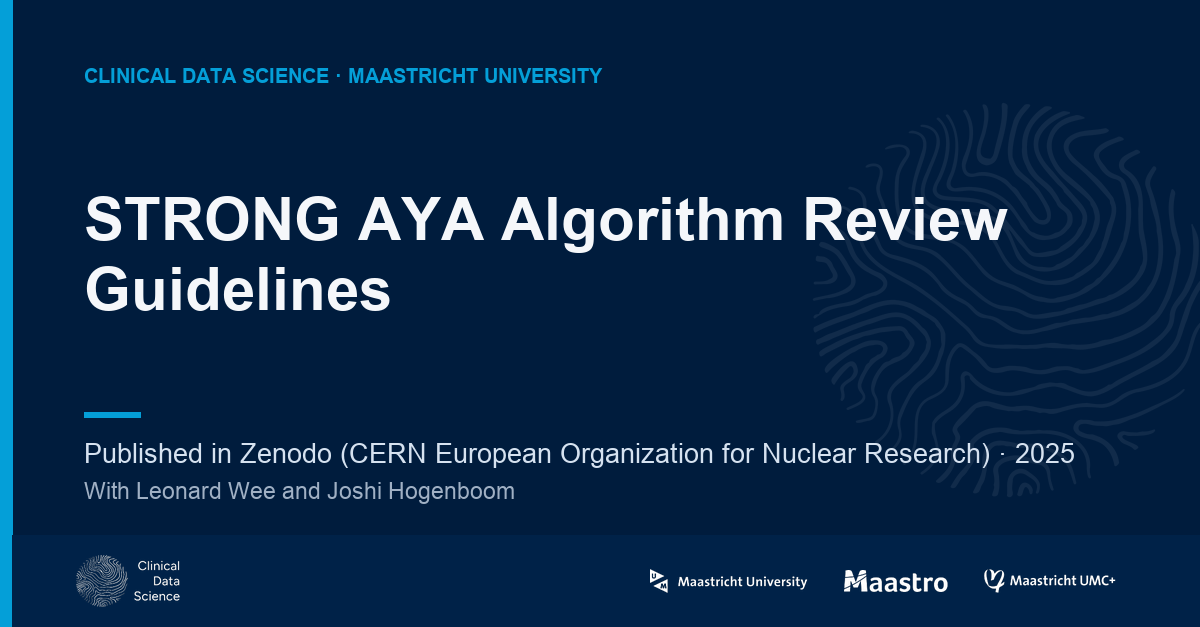 CLINICAL DATA SCIENCE · MAASTRICHT UNIVERSITY
STRONG AYA Algorithm Review
Guidelines
Published in Zenodo (CERN European Organization for Nuclear Research) · 2025
With Leonard Wee and Joshi Hogenboom
Clinical
Data
Science
UM Maastricht University
Maastro
Maastricht UMC+